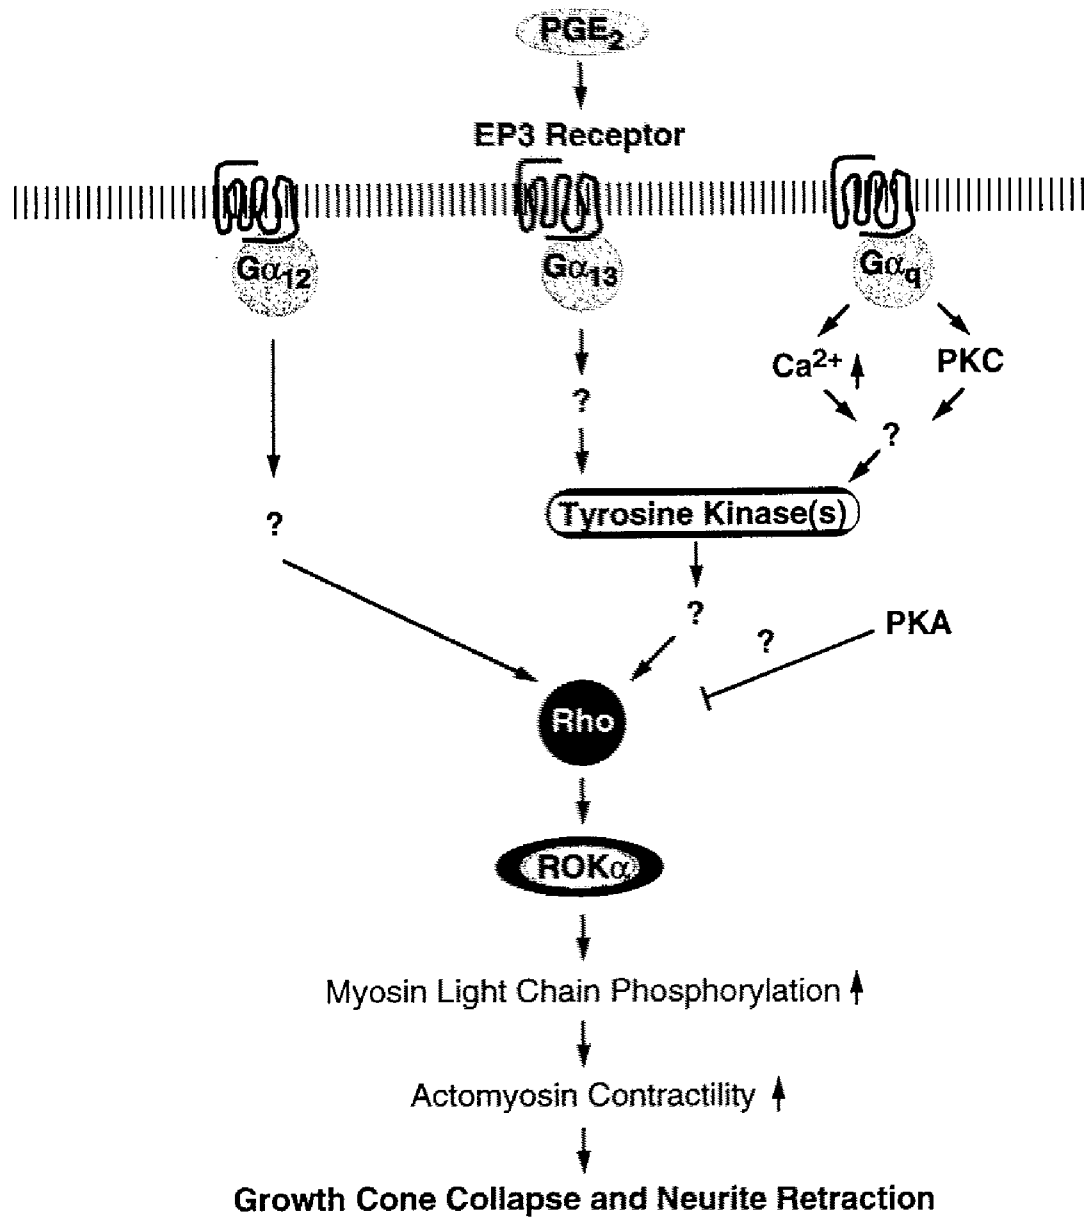 PGE2
EP3 Receptor
Gα12
Gα13
Gαq
Ca2+
PKC
?
?
?
Tyrosine Kinase(s)
?
?
PKA
Rho
ROKα
Myosin Light Chain Phosphorylation
Actomyosin Contractility
Growth Cone Collapse and Neurite Retraction